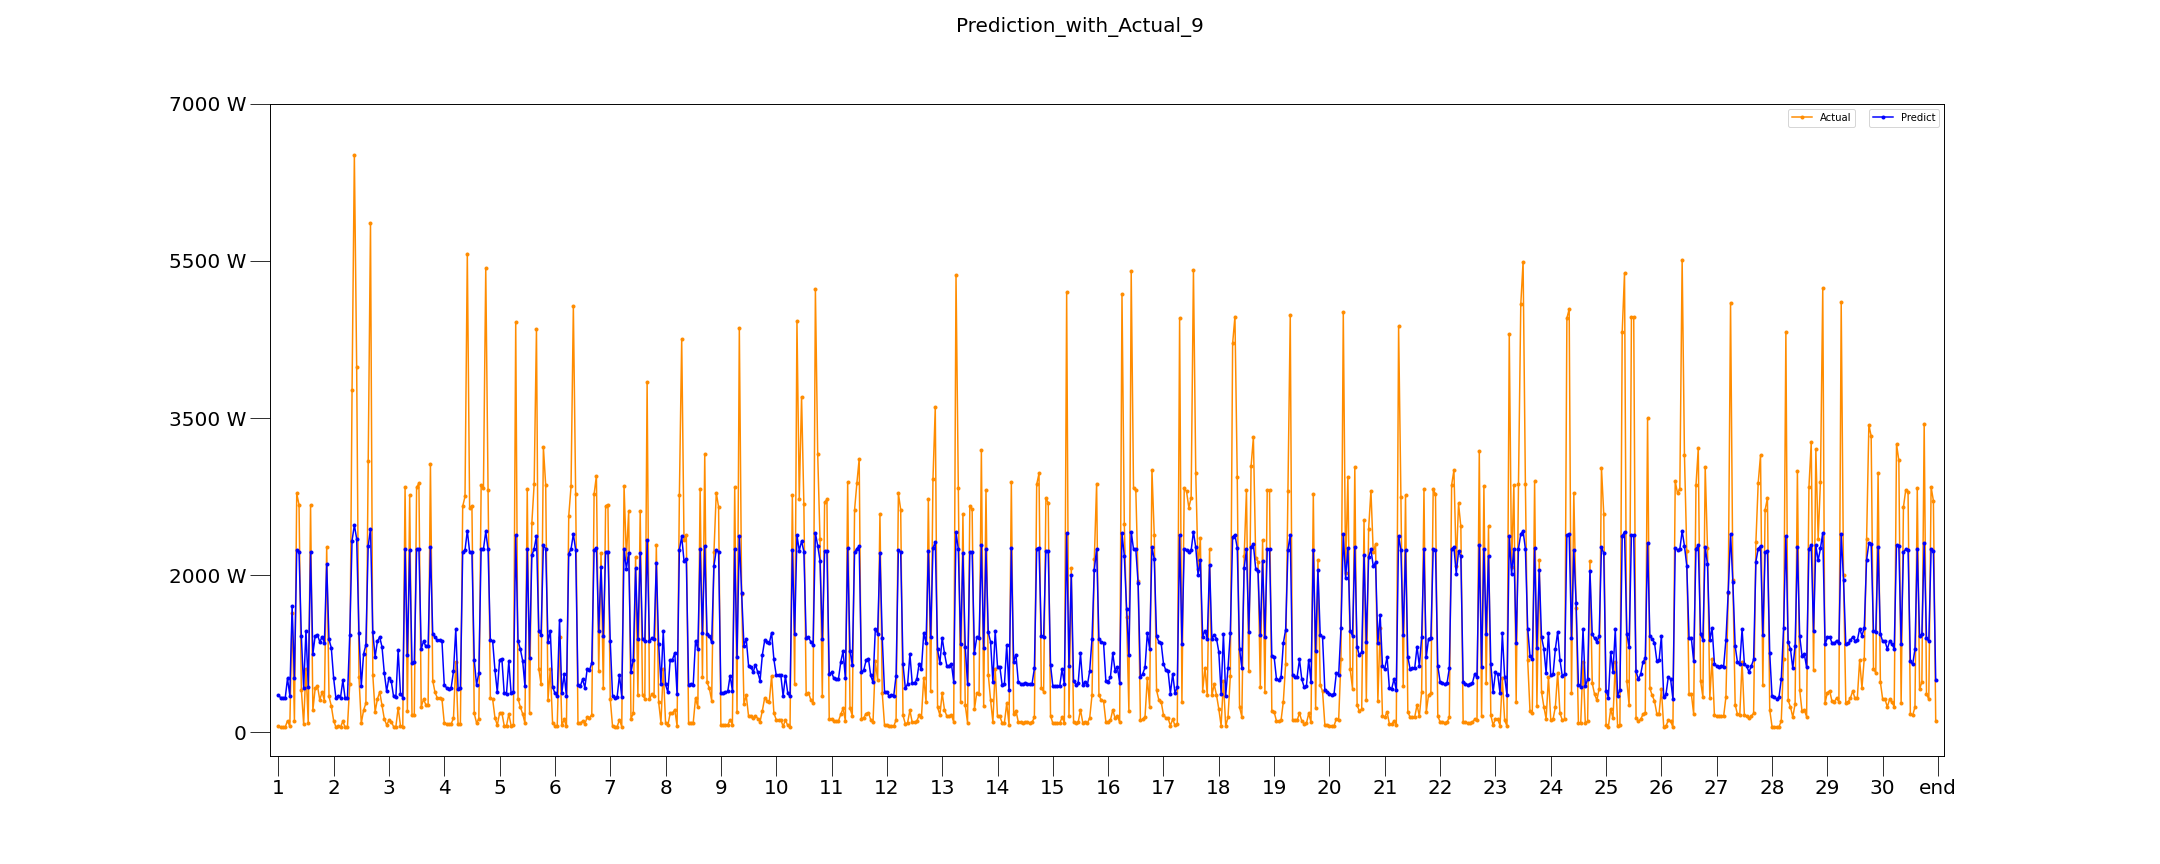 Prediction_with_Actual_9
7000 W
5500 W
3500 W
2000 W
0
Actual Predict
1 2 3 4 5 6 7 8 9 10 11 12 13 14 15 16 17 18 19 20 21 22 23 24 25 26 27 28 29 30 end